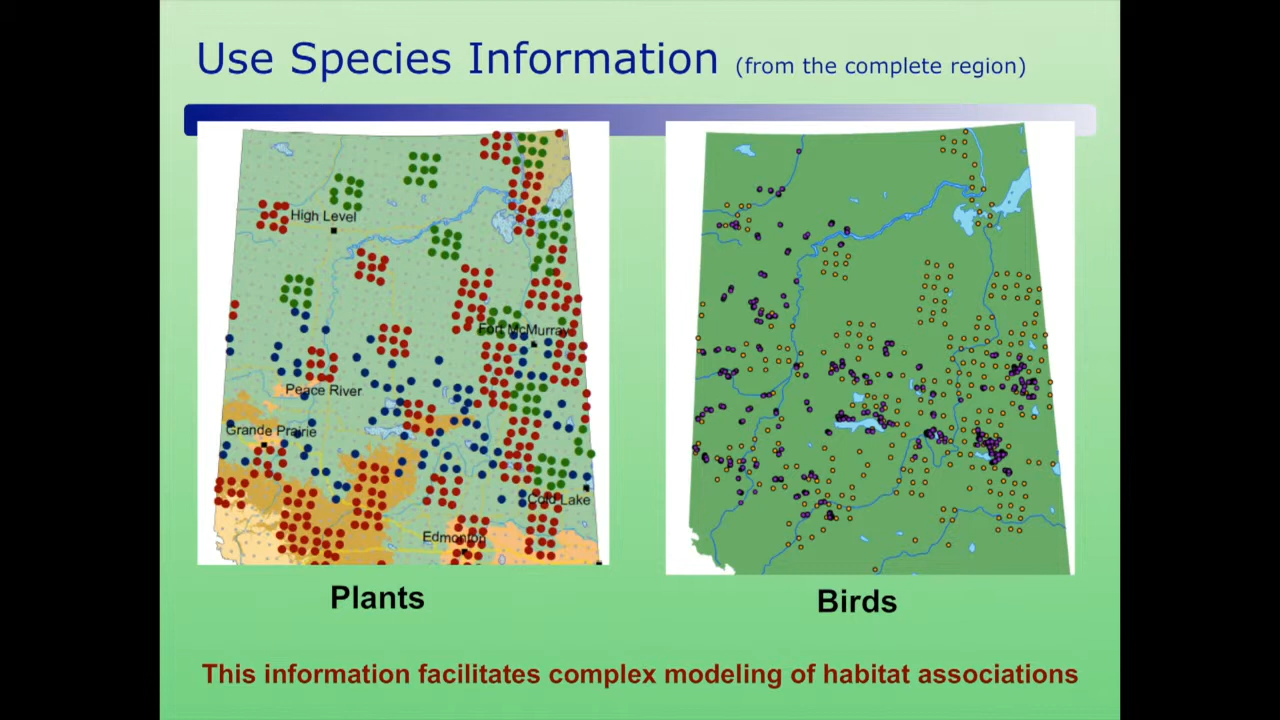 Use Species Information (from the complete region)
High Level
Fort McMurray
Peace River
Grande Prairie
Cold Lake
Edmonton
Plants
Birds
This information facilitates complex modeling of habitat associations